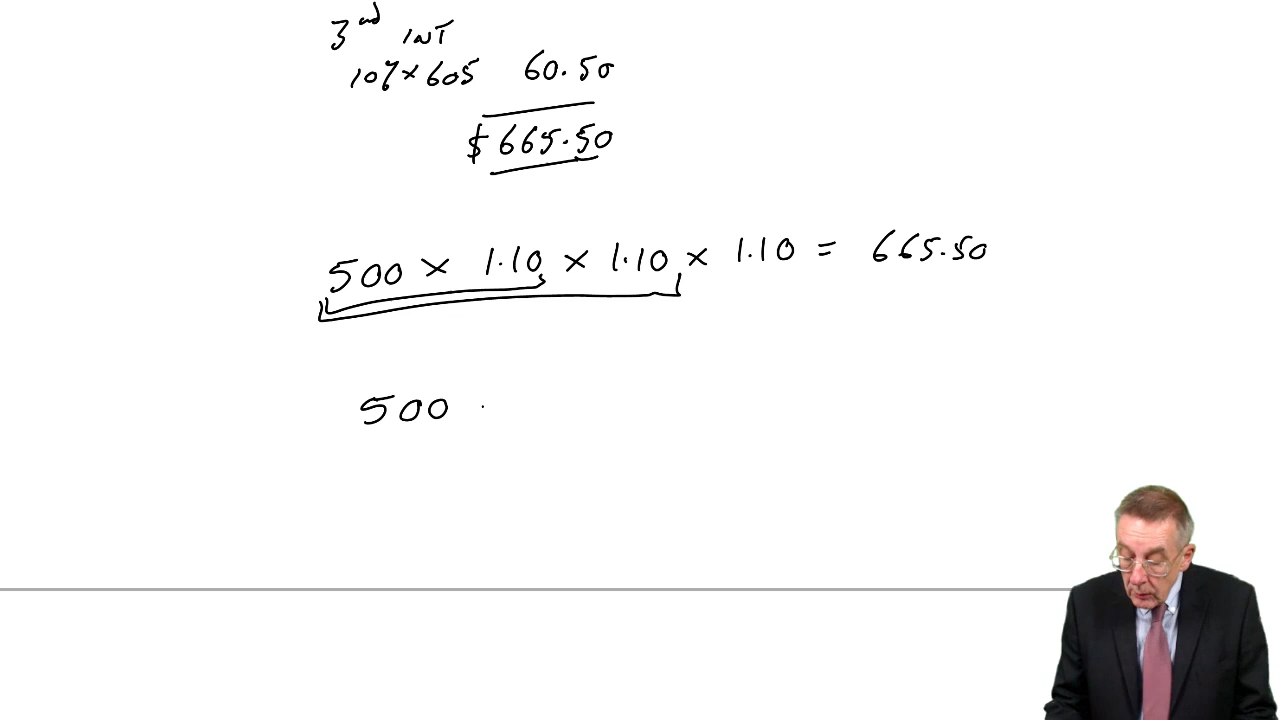 3rd INT
10% × 605 60.50
$ 665.50
500 × 1.10 × 1.10 × 1.10 = 665.50
500